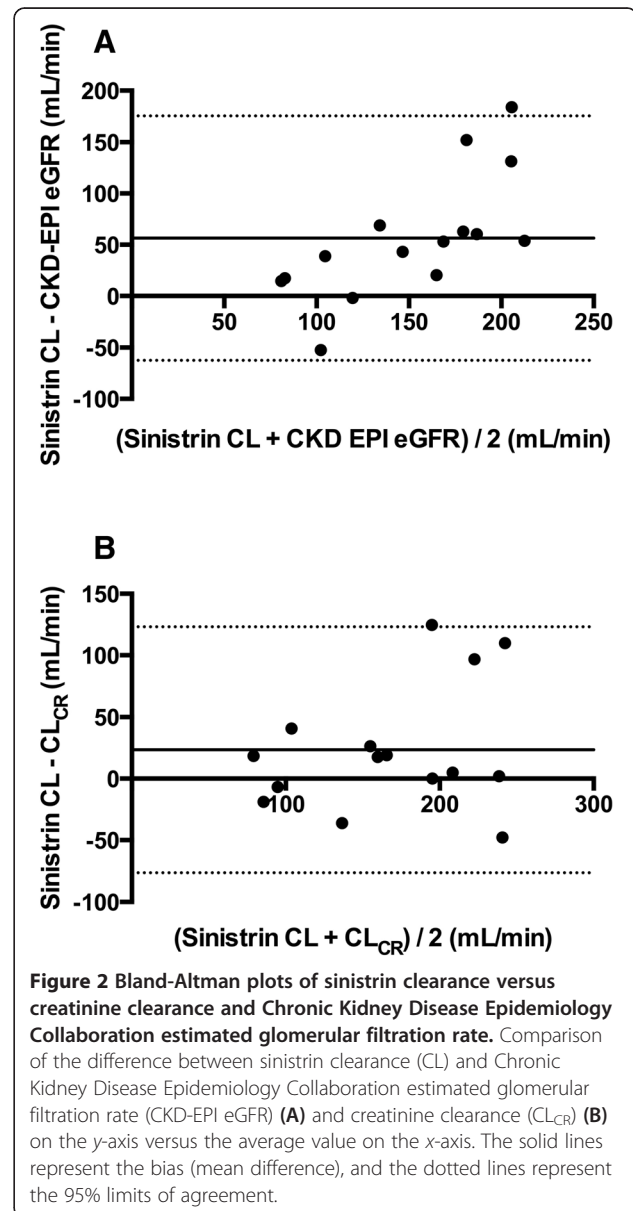 A
Sinistrin CL - CKD-EPI eGFR (mL/min)
200
150
100
50
0
-50
-100
50 100 150 200 250
(Sinistrin CL + CKD EPI eGFR) / 2 (mL/min)
B
Sinistrin CL - CL_CR (mL/min)
150
100
50
0
-50
-100
100 200 300
(Sinistrin CL + CL_CR) / 2 (mL/min)
Figure 2 Bland-Altman plots of sinistrin clearance versus
creatinine clearance and Chronic Kidney Disease Epidemiology
Collaboration estimated glomerular filtration rate. Comparison
of the difference between sinistrin clearance (CL) and Chronic
Kidney Disease Epidemiology Collaboration estimated glomerular
filtration rate (CKD-EPI eGFR) (A) and creatinine clearance (CL_CR) (B)
on the y-axis versus the average value on the x-axis. The solid lines
represent the bias (mean difference), and the dotted lines represent
the 95% limits of agreement.